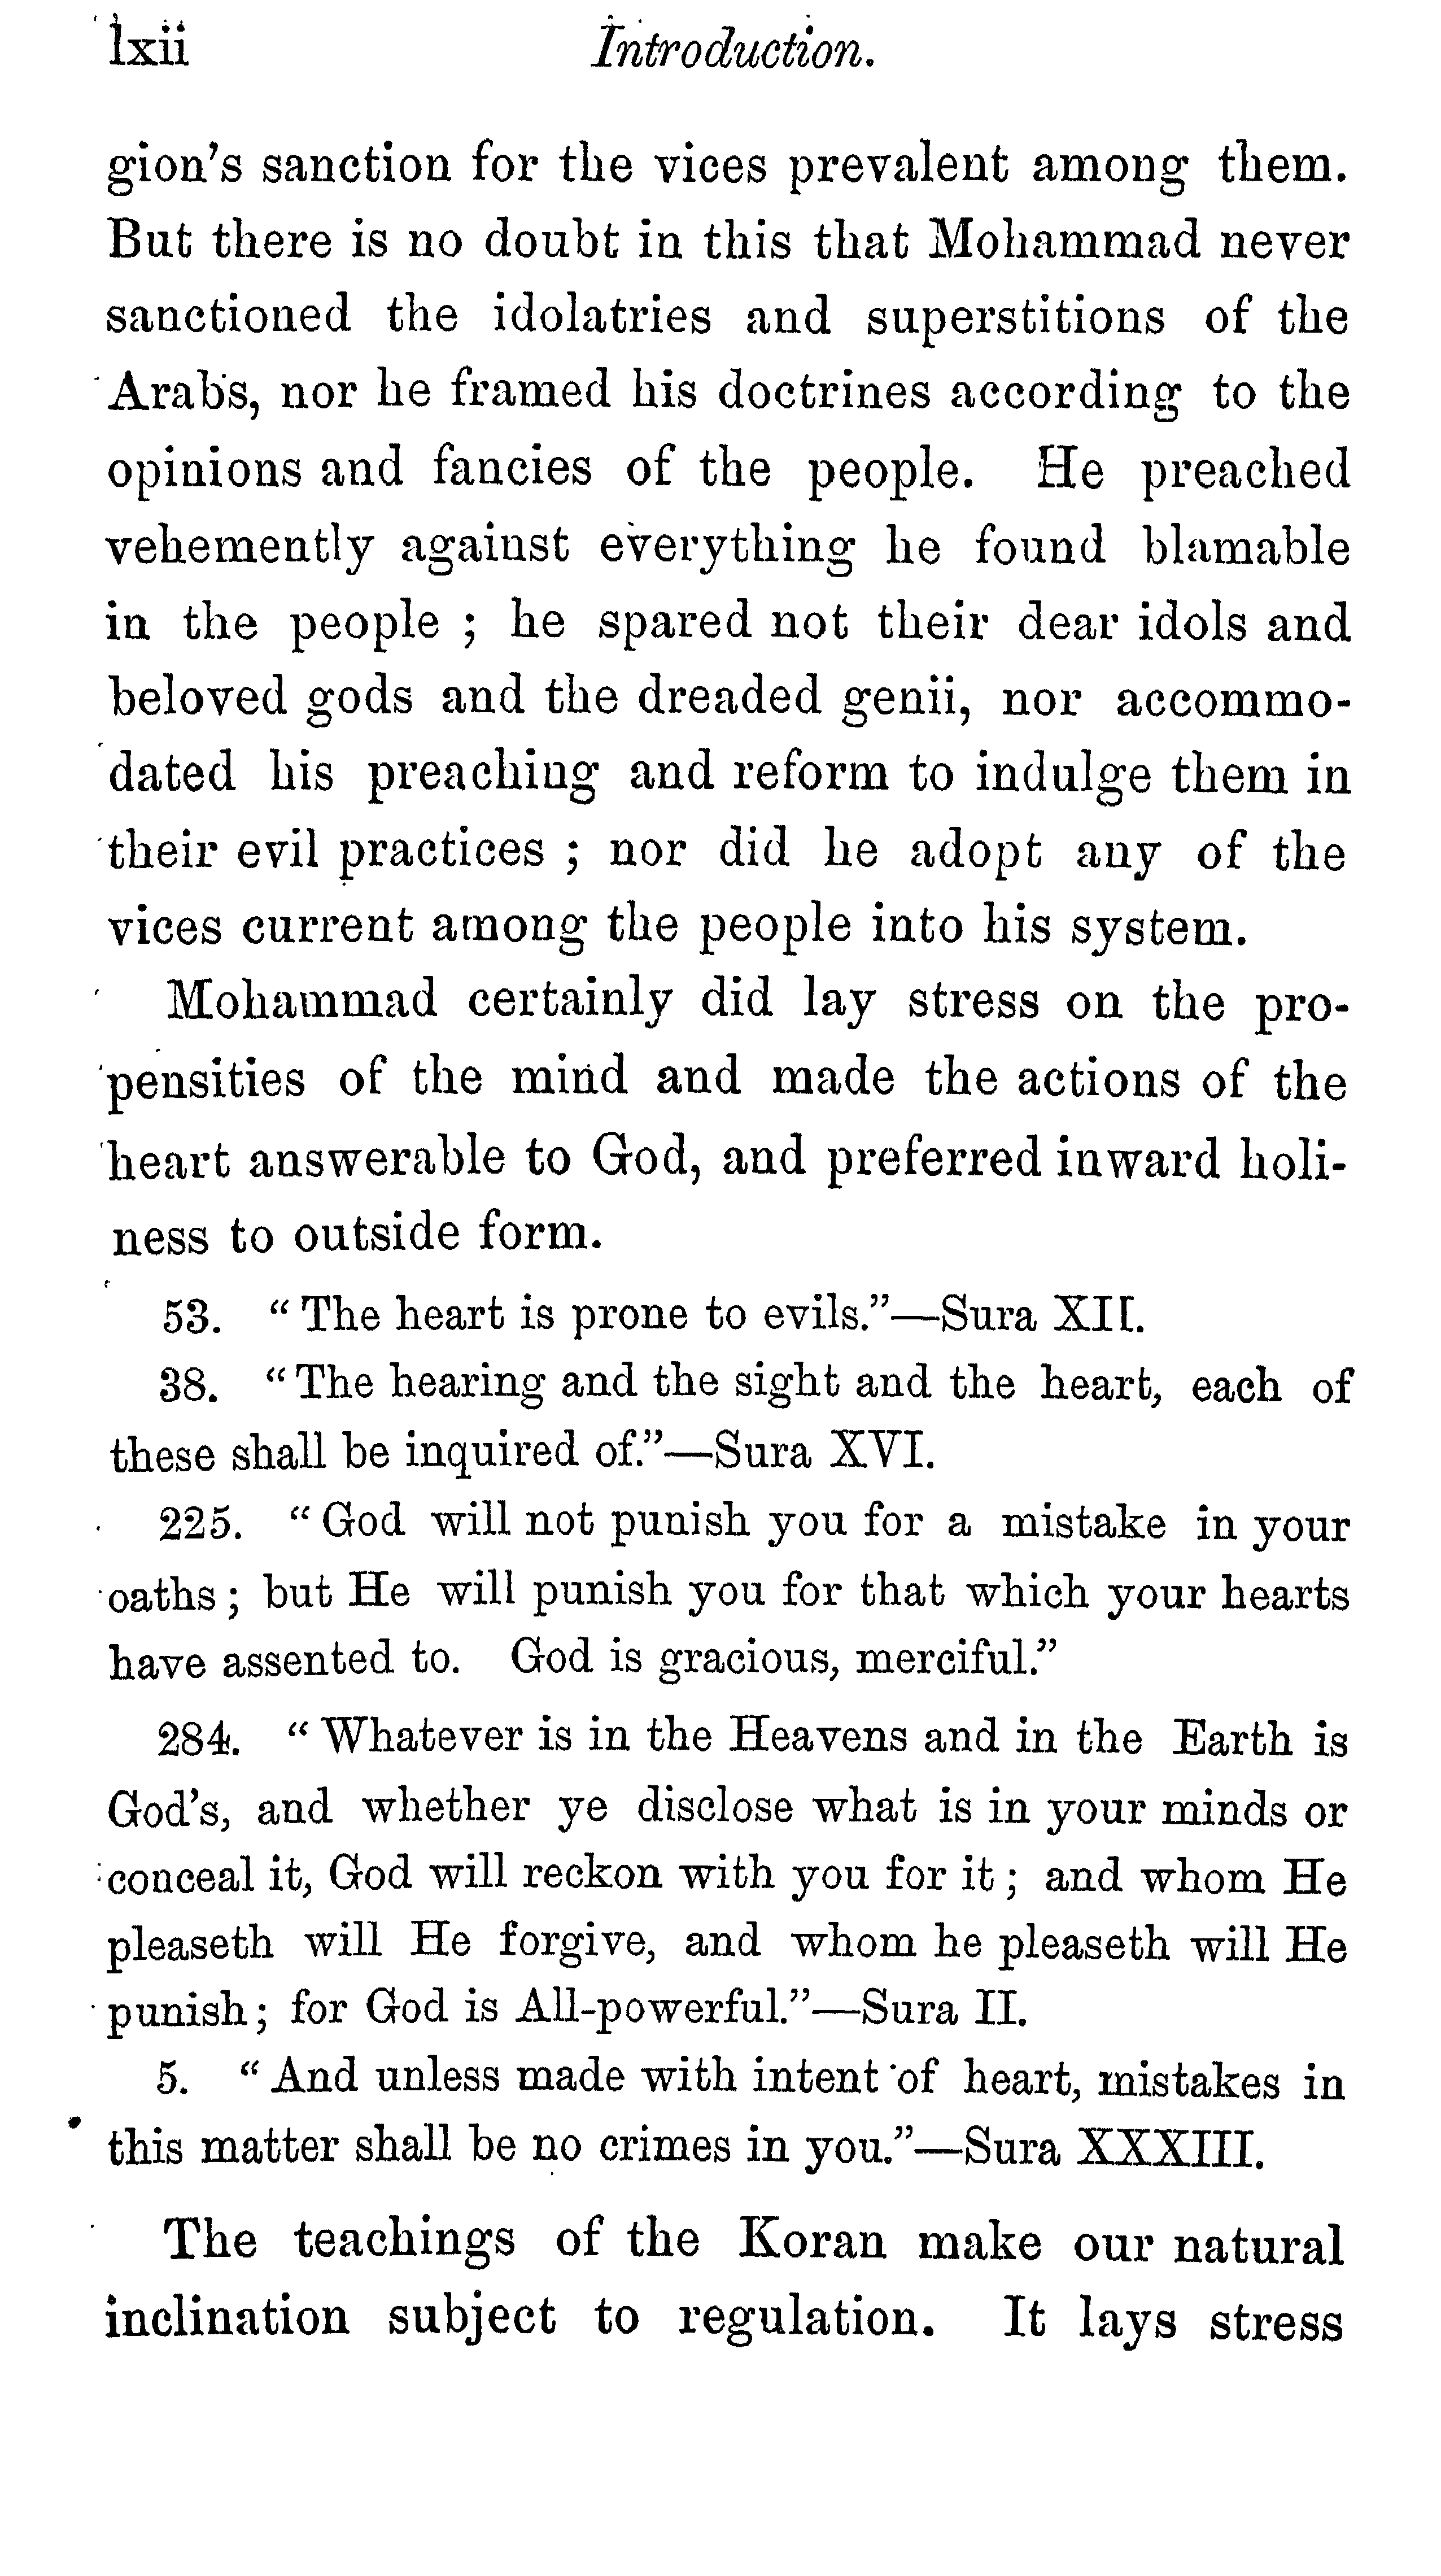 lxii Introduction.
gion's sanction for the vices prevalent among them.
But there is no doubt in this that Mohammad never
sanctioned the idolatries and superstitions of the
Arabs, nor he framed his doctrines according to the
opinions and fancies of the people. He preached
vehemently against everything he found blamable
in the people ; he spared not their dear idols and
beloved gods and the dreaded genii, nor accommo-
dated his preaching and reform to indulge them in
their evil practices ; nor did he adopt any of the
vices current among the people into his system.
Mohammad certainly did lay stress on the pro-
pensities of the mind and made the actions of the
heart answerable to God, and preferred inward holi-
ness to outside form.
53. “ The heart is prone to evils.”—Sura XII.
38. “ The hearing and the sight and the heart, each of
these shall be inquired of.”—Sura XVI.
225. “ God will not punish you for a mistake in your
oaths ; but He will punish you for that which your hearts
have assented to. God is gracious, merciful.”
284. “ Whatever is in the Heavens and in the Earth is
God's, and whether ye disclose what is in your minds or
conceal it, God will reckon with you for it ; and whom He
pleaseth will He forgive, and whom he pleaseth will He
punish ; for God is All-powerful.”—Sura II.
5. “ And unless made with intent of heart, mistakes in
this matter shall be no crimes in you.”—Sura XXXIII.
The teachings of the Koran make our natural
inclination subject to regulation. It lays stress